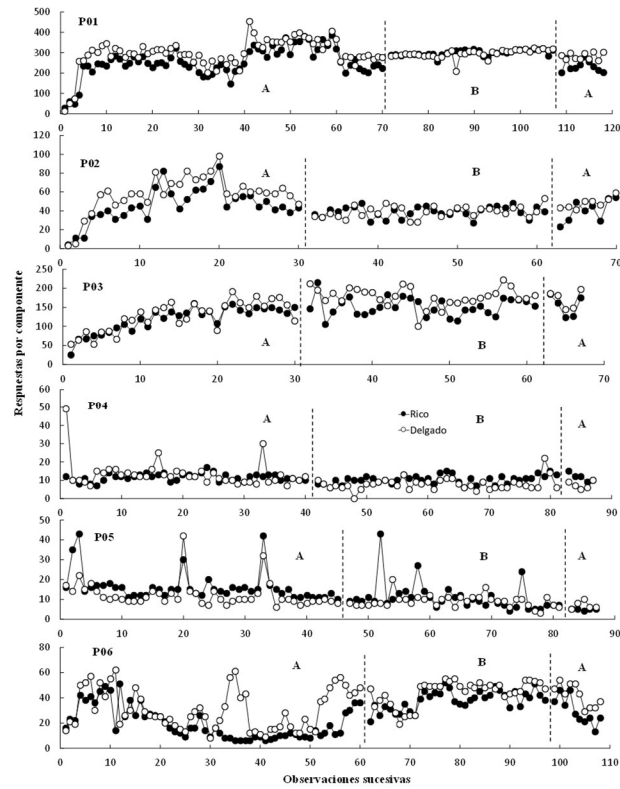 500
P01
400
300
200
A
B
A
100
0
0 10 20 30 40 50 60 70 80 90 100 110 120
120
100
P02
A
B
A
80
60
40
20
0
0 10 20 30 40 50 60 70
250
P03
200
150
100
A
B
A
50
0
0 10 20 30 40 50 60 70
Respuestas por componente
60
50
P04
A
Rico
B
A
40
Delgado
30
20
10
0
0 10 20 30 40 50 60 70 80 90
50
P05
40
A
B
A
30
20
10
0
0 10 20 30 40 50 60 70 80 90
80
P06
A
B
A
60
40
20
0
0 10 20 30 40 50 60 70 80 90 100 110
Observaciones sucesivas